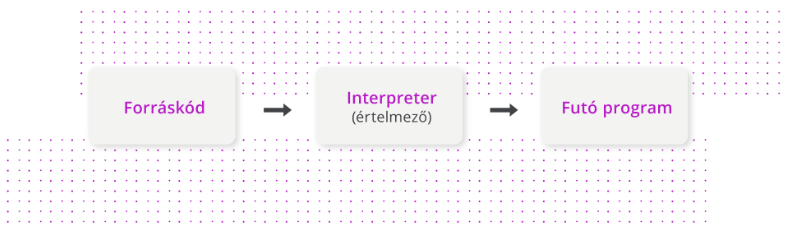 Forráskód
Interpreter
(értelmező)
Futó program